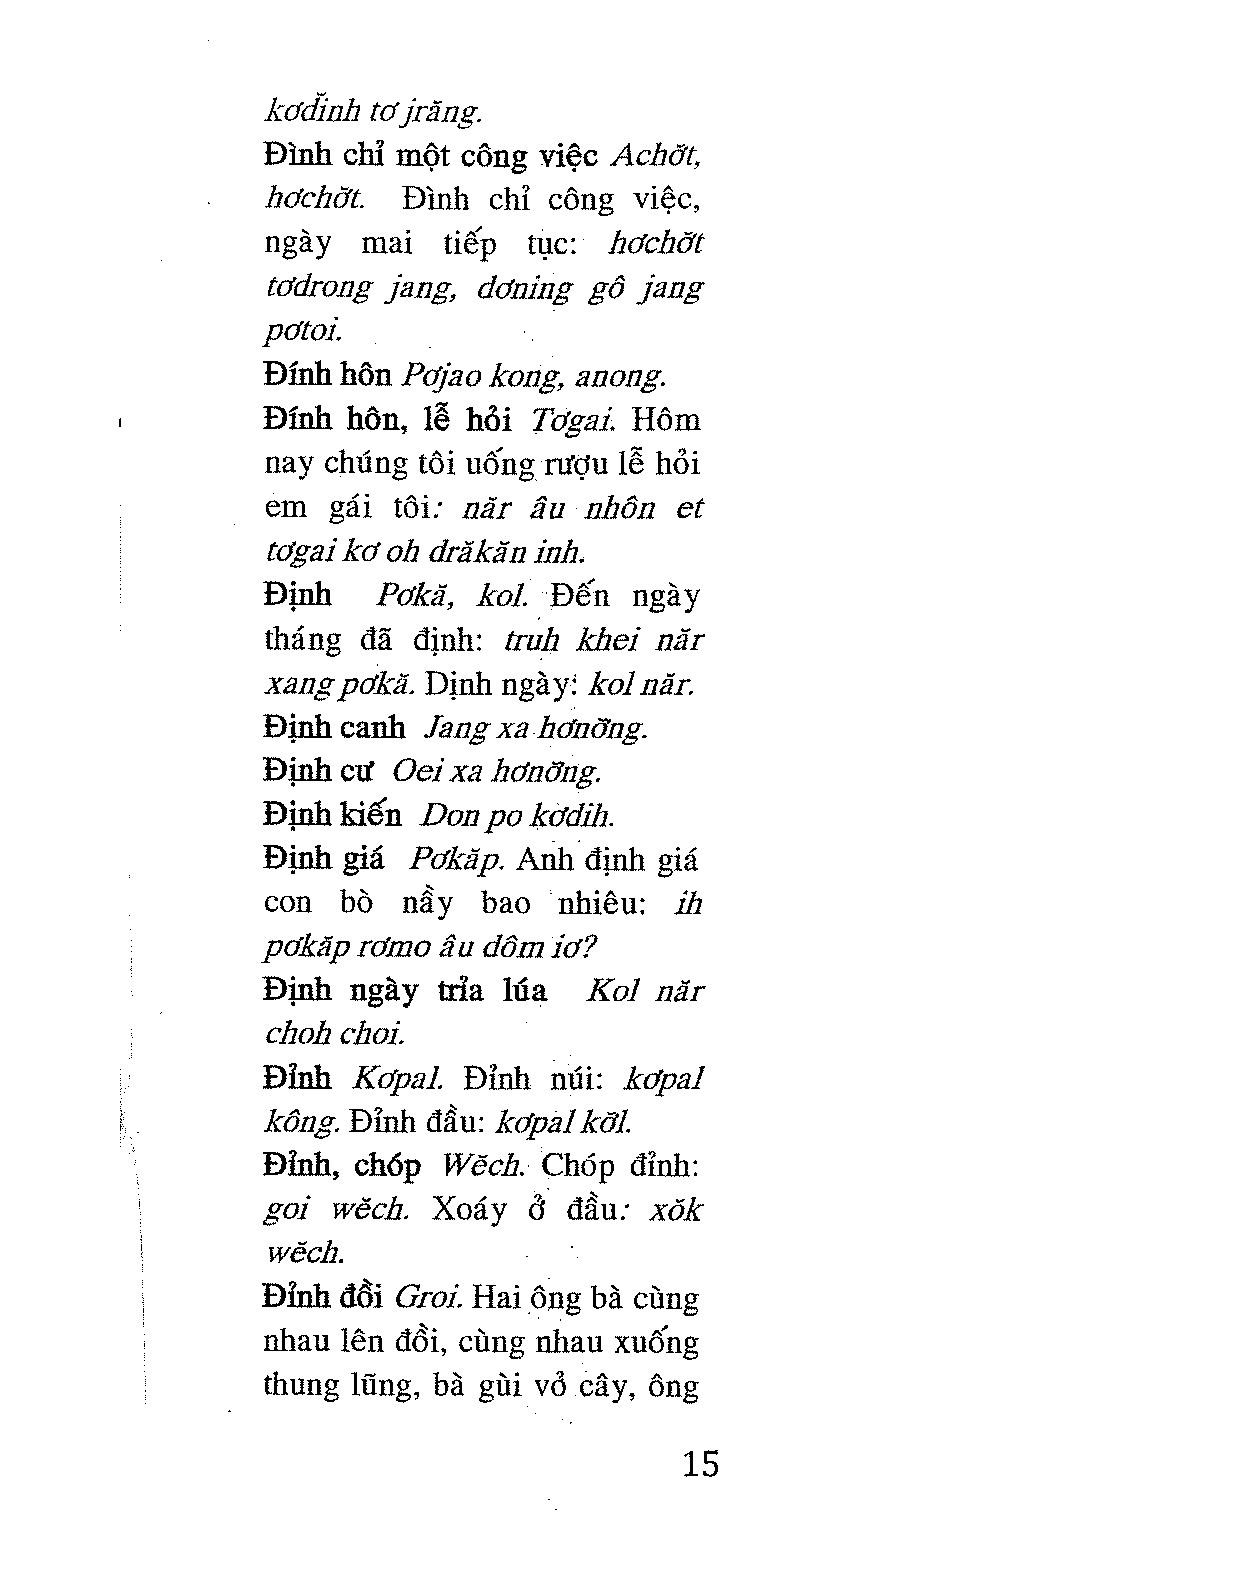 kơđĭnh tơ jrăng.
Đình chỉ một công việc Achơ̆t,
hơchơ̆t. Đình chỉ công việc,
ngày mai tiếp tục: hơchơ̆t
tơdrong jang, dơning gô jang
pơtoi.
Đính hôn Pơjao kong, anong.
Đính hôn, lễ hỏi Tơgai. Hôm
nay chúng tôi uống rượu lễ hỏi
em gái tôi: năr âu nhôn et
tơgai kơ oh drăkăn inh.
Định Pơkă, kol. Đến ngày
tháng đã định: truh khei năr
xang pơkă. Dịnh ngày: kol năr.
Định canh Jang xa hơnơ̆ng.
Định cư Oei xa hơnơ̆ng.
Định kiến Don po kơdih.
Định giá Pơkăp. Anh định giá
con bò nầy bao nhiêu: ih
pơkăp rơmo âu dôm iơ?
Định ngày trỉa lúa Kol năr
choh choi.
Đỉnh Kơpal. Đỉnh núi: kơpal
kông. Đỉnh đầu: kơpal kơ̆l.
Đỉnh, chóp Wĕch. Chóp đỉnh:
goi wĕch. Xoáy ở đầu: xŏk
wĕch.
Đỉnh đồi Groi. Hai ông bà cùng
nhau lên đồi, cùng nhau xuống
thung lũng, bà gùi vỏ cây, ông
15